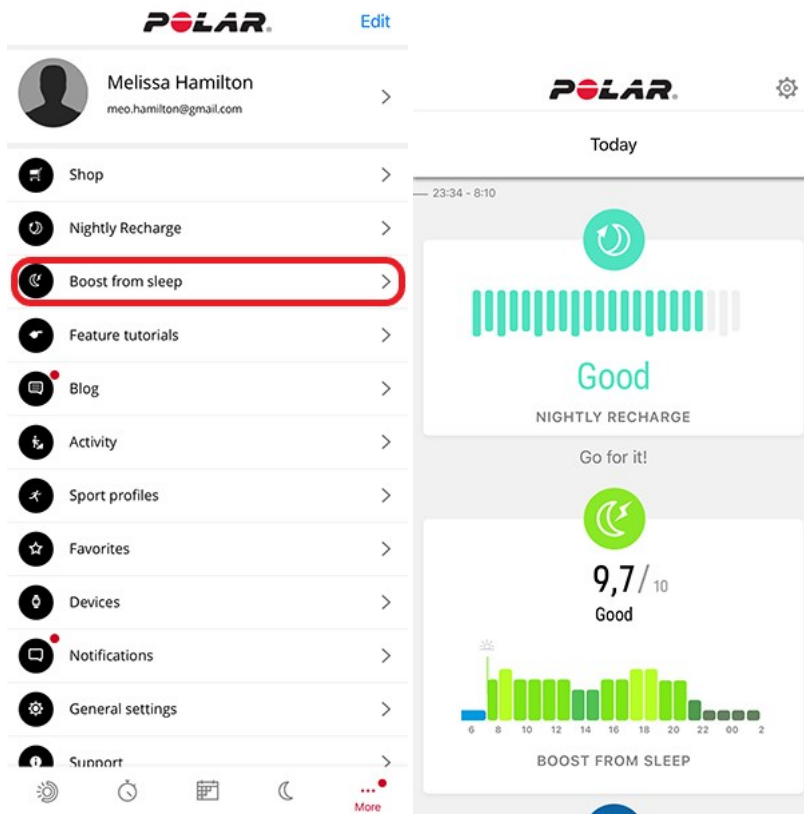 POLAR.
Edit
Melissa Hamilton
meo.hamilton@gmail.com
Shop
Nightly Recharge
Boost from sleep
Feature tutorials
Blog
Activity
Sport profiles
Favorites
Devices
Notifications
General settings
Support
More
POLAR.
Today
23:34 - 8:10
Good
NIGHTLY RECHARGE
Go for it!
9,7/ 10
Good
6 8 10 12 14 16 18 20 22 00 2
BOOST FROM SLEEP